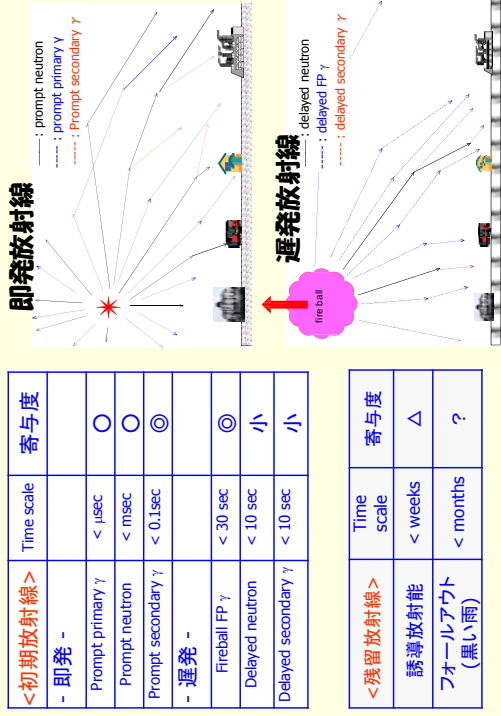 <初期放射線> Time scale 寄与度
- 即発 -
Prompt primary γ < μsec ○
Prompt neutron < msec ○
Prompt secondary γ < 0.1sec ◎
- 遅発 -
Fireball FP γ < 30 sec ◎
Delayed neutron < 10 sec 小
Delayed secondary γ < 10 sec 小
<残留放射線> Time scale 寄与度
誘導放射能 < weeks △
フォールアウト
(黒い雨) < months ?
即発放射線
: prompt neutron
: prompt primary γ
: Prompt secondary γ
遅発放射線
: delayed neutron
: delayed FP γ
: delayed secondary γ
fire ball